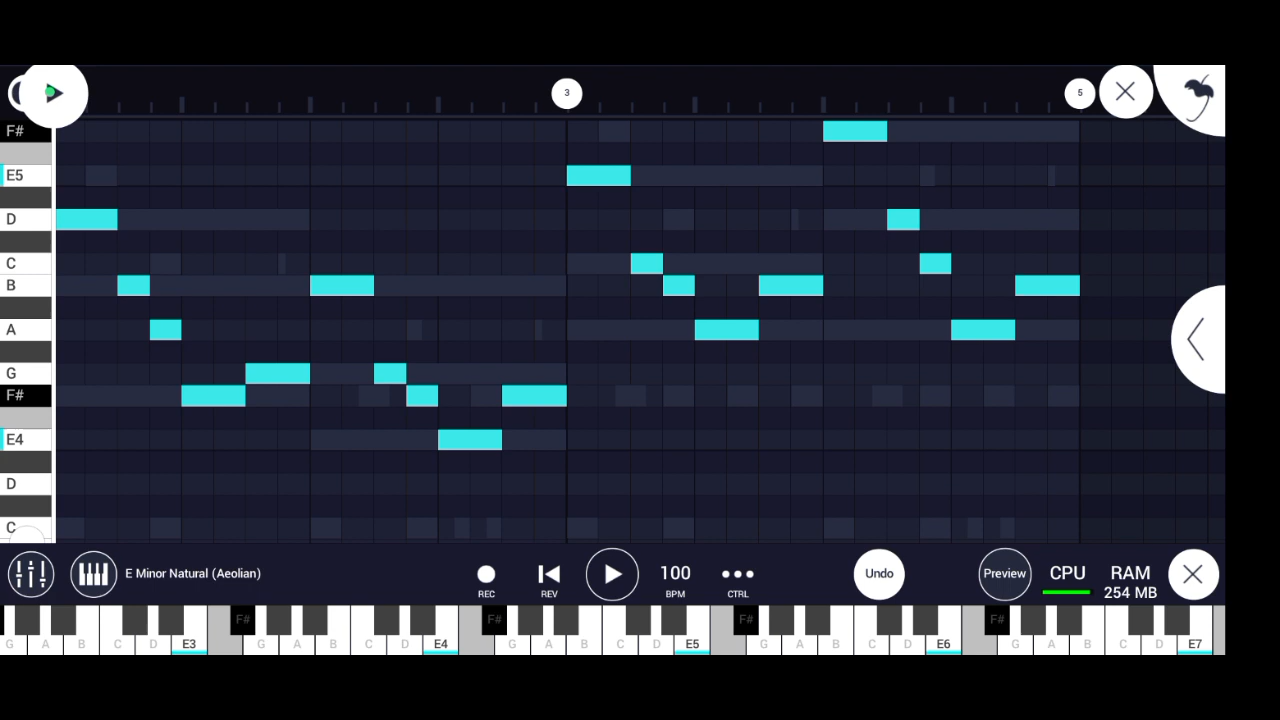 3
5
F#
E5
D
C
B
A
G
F#
E4
D
C
E Minor Natural (Aeolian)
REC
REV
100
BPM
CTRL
Undo
Preview
CPU
RAM
254 MB
F# F# F# F#
G A B C D E3 G A B C D E4 G A B C D E5 G A B C D E6 G A B C D E7